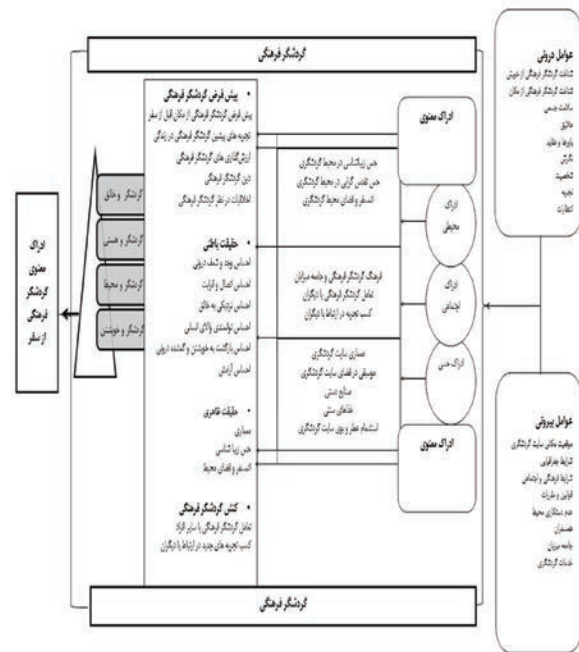 گردشگر فرهنگی
عوامل درونی
شناخت گردشگر فرهنگی از خویش
شناخت گردشگر فرهنگی از مکان
سلامت جسمی
علائق
باورها و عقاید
نگرش
شخصیت
تجربه
انتظارات
عوامل بیرونی
موقعیت مکانی سایت گردشگری
شرایط جغرافیایی
شرایط فرهنگی و اجتماعی
قوانین و مقررات
عدم دستکاری محیط
همسفران
جامعه میزبان
خدمات گردشگری
ادراک معنوی
ادراک
محیطی
ادراک
اجتماعی
ادراک حسی
ادراک معنوی
حس زیباشناسی در محیط گردشگری
حس تقدس گرایی در محیط گردشگری
اتمسفر و فضای محیط گردشگری
فرهنگ گردشگر فرهنگی و جامعه میزبان
تعامل گردشگر فرهنگی با دیگران
کسب تجربه در ارتباط با دیگران
معماری سایت گردشگری
موسیقی در فضای سایت گردشگری
صنایع دستی
غذاهای سنتی
استشمام عطر و بوی سایت گردشگری
• پیش فرض گردشگر فرهنگی
پیش فرض گردشگر فرهنگی از مکان قبل از سفر
تجربه های پیشین گردشگر فرهنگی در زندگی
ارزش‌گذاری های گردشگر فرهنگی
دین گردشگر فرهنگی
اخلاقیات در نظر گردشگر فرهنگی
• حقیقت باطنی
احساس وجد و شعف درونی
احساس اتصال و قرابت
احساس نزدیکی به خالق
احساس توانمندی والای انسانی
احساس بازگشت به خویشتن و گمشده درونی
احساس آرامش
• حقیقت ظاهری
معماری
حس زیبا شناسی
اتمسفر و فضای محیط
• کنش گردشگر فرهنگی
تعامل گردشگر فرهنگی با سایر افراد
کسب تجربه های جدید در ارتباط با دیگران
گردشگر و خالق
گردشگر و هستی
گردشگر و محیط
گردشگر و خویشتن
ادراک
معنوی
گردشگر
فرهنگی
از سفر
گردشگر فرهنگی